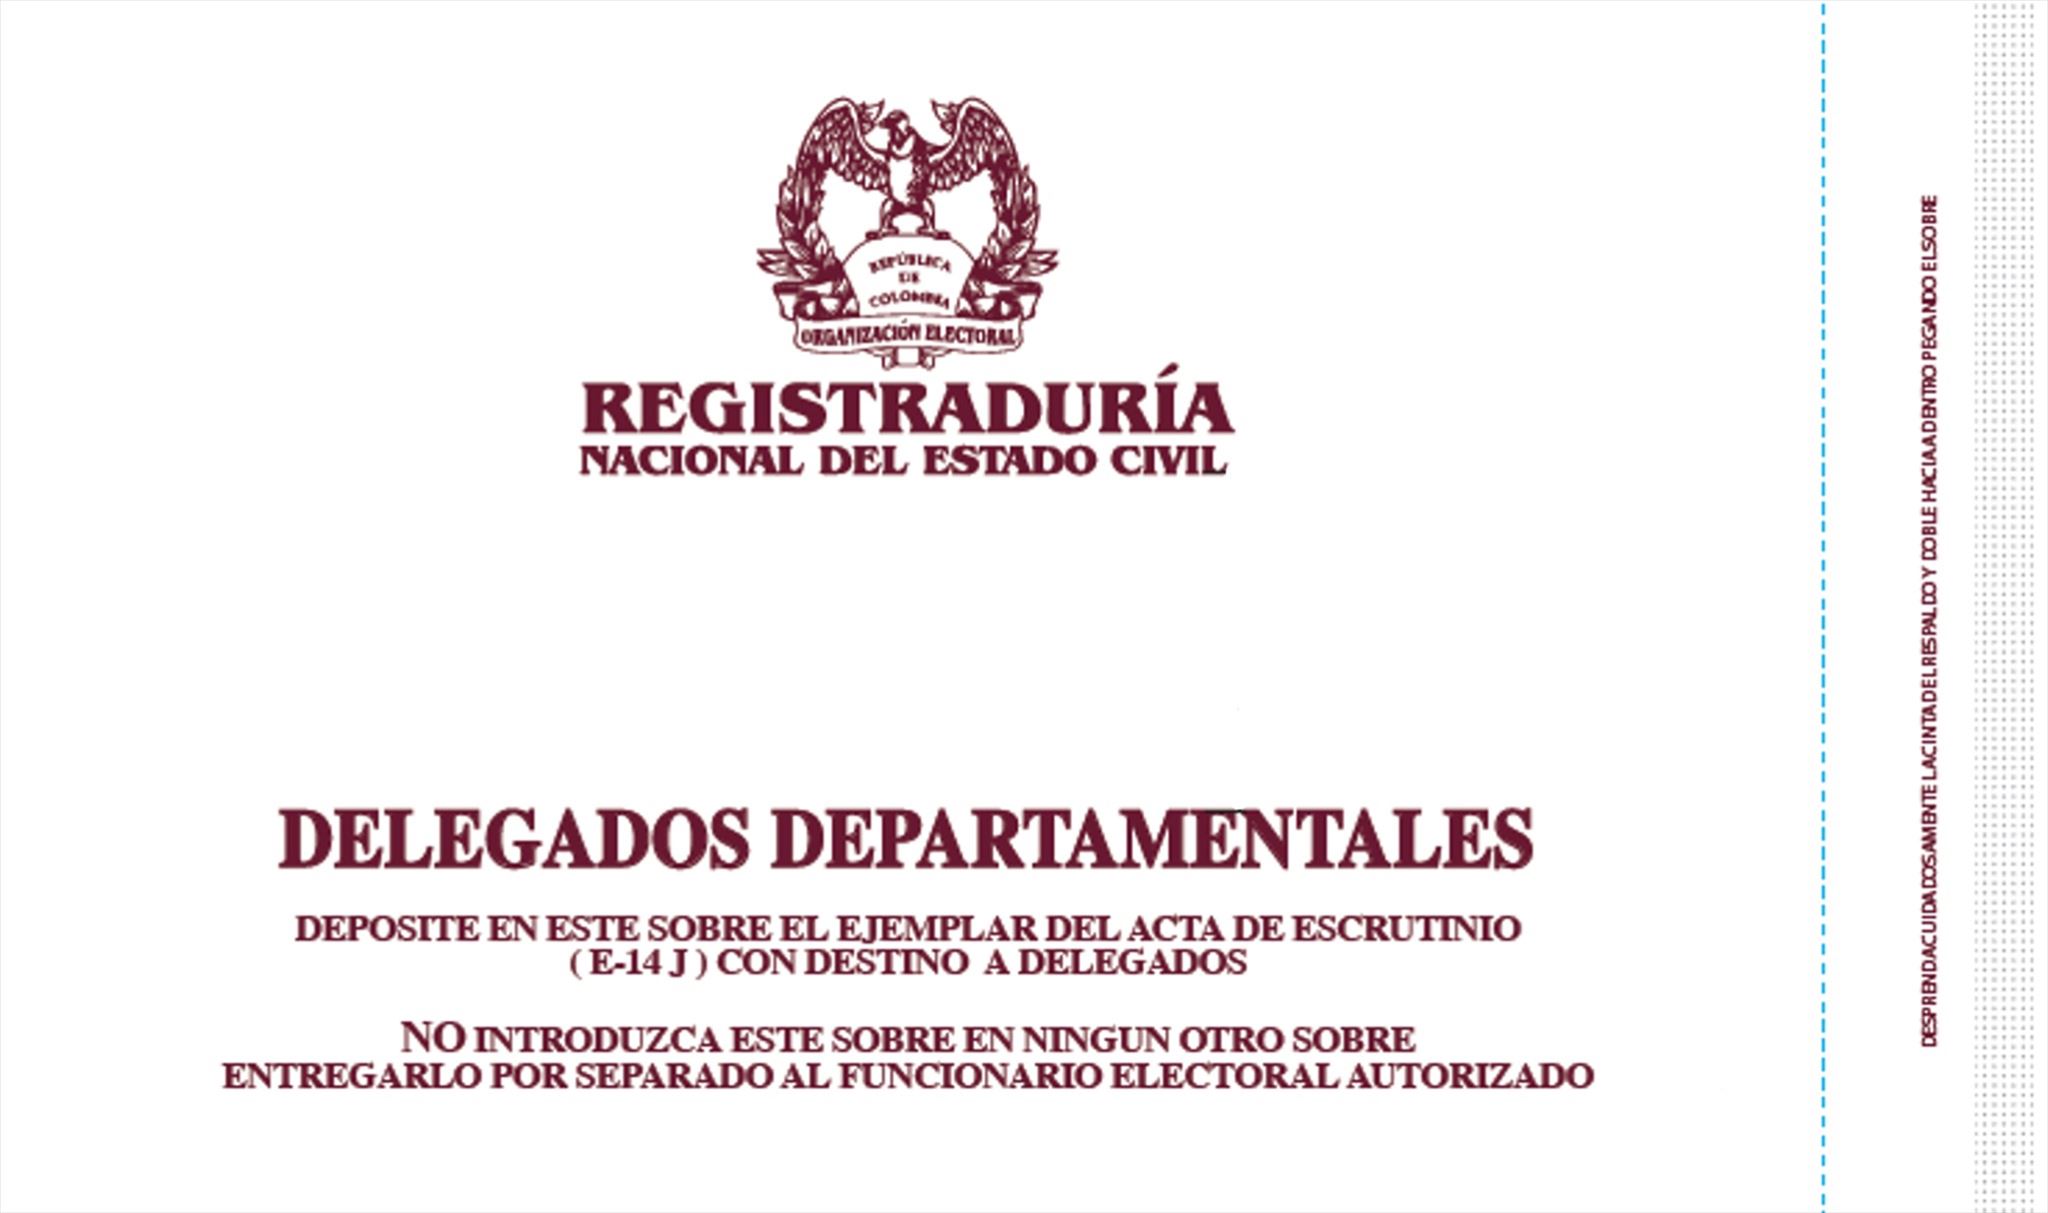 REPÚBLICA
DE
COLOMBIA
ORGANIZACIÓN ELECTORAL
REGISTRADURÍA
NACIONAL DEL ESTADO CIVIL
DELEGADOS DEPARTAMENTALES
DEPOSITE EN ESTE SOBRE EL EJEMPLAR DEL ACTA DE ESCRUTINIO
( E-14 J ) CON DESTINO A DELEGADOS
NO INTRODUZCA ESTE SOBRE EN NINGUN OTRO SOBRE
ENTREGARLO POR SEPARADO AL FUNCIONARIO ELECTORAL AUTORIZADO
DESPRENDA CUIDADOSAMENTE LA CINTA DEL RESPALDO Y DOBLE HACIA ADENTRO PEGANDO EL SOBRE